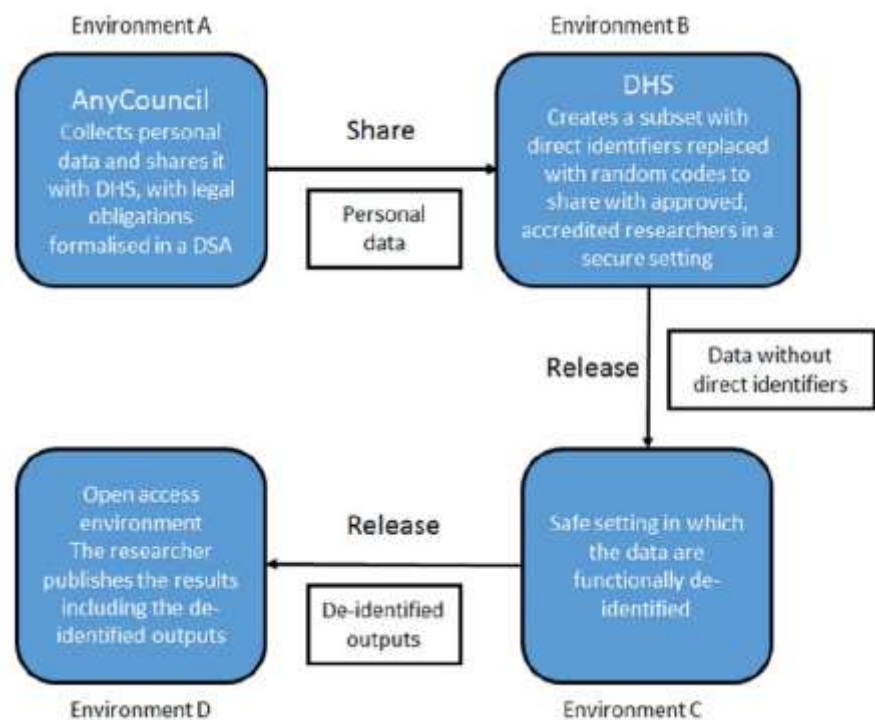 Environment A
Environment B
AnyCouncil
Collects personal
data and shares it
with DHS, with legal
obligations
formalised in a DSA
Share
Personal
data
DHS
Creates a subset with
direct identifiers replaced
with random codes to
share with approved,
accredited researchers in a
secure setting
Release
Data without
direct identifiers
Open access
environment
The researcher
publishes the results
including the de-
identified outputs
Release
De-identified
outputs
Safe setting in which
the data are
functionally de-
identified
Environment D
Environment C